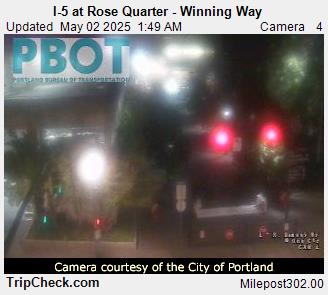 I-5 at Rose Quarter - Winning Way
Updated May 02 2025 1:49 AM Camera 4
PBOT
PORTLAND BUREAU OF TRANSPORTATION
Camera courtesy of the City of Portland
TripCheck.com Milepost302.00